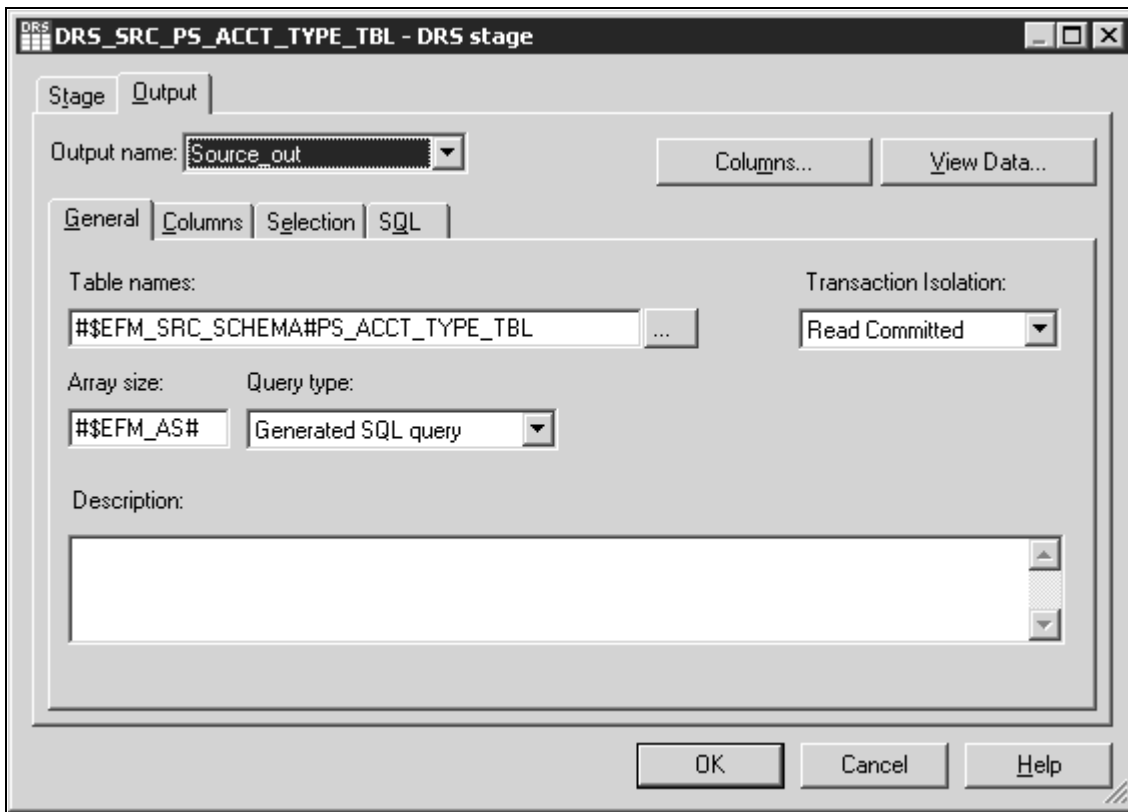 DRS DRS_SRC_PS_ACCT_TYPE_TBL - DRS stage
Stage Output
Output name: Source_out Columns... View Data...
General Columns Selection SQL
Table names: Transaction Isolation:
#$EFM_SRC_SCHEMA#PS_ACCT_TYPE_TBL ... Read Committed
Array size: Query type:
#$EFM_AS# Generated SQL query
Description:
OK Cancel Help